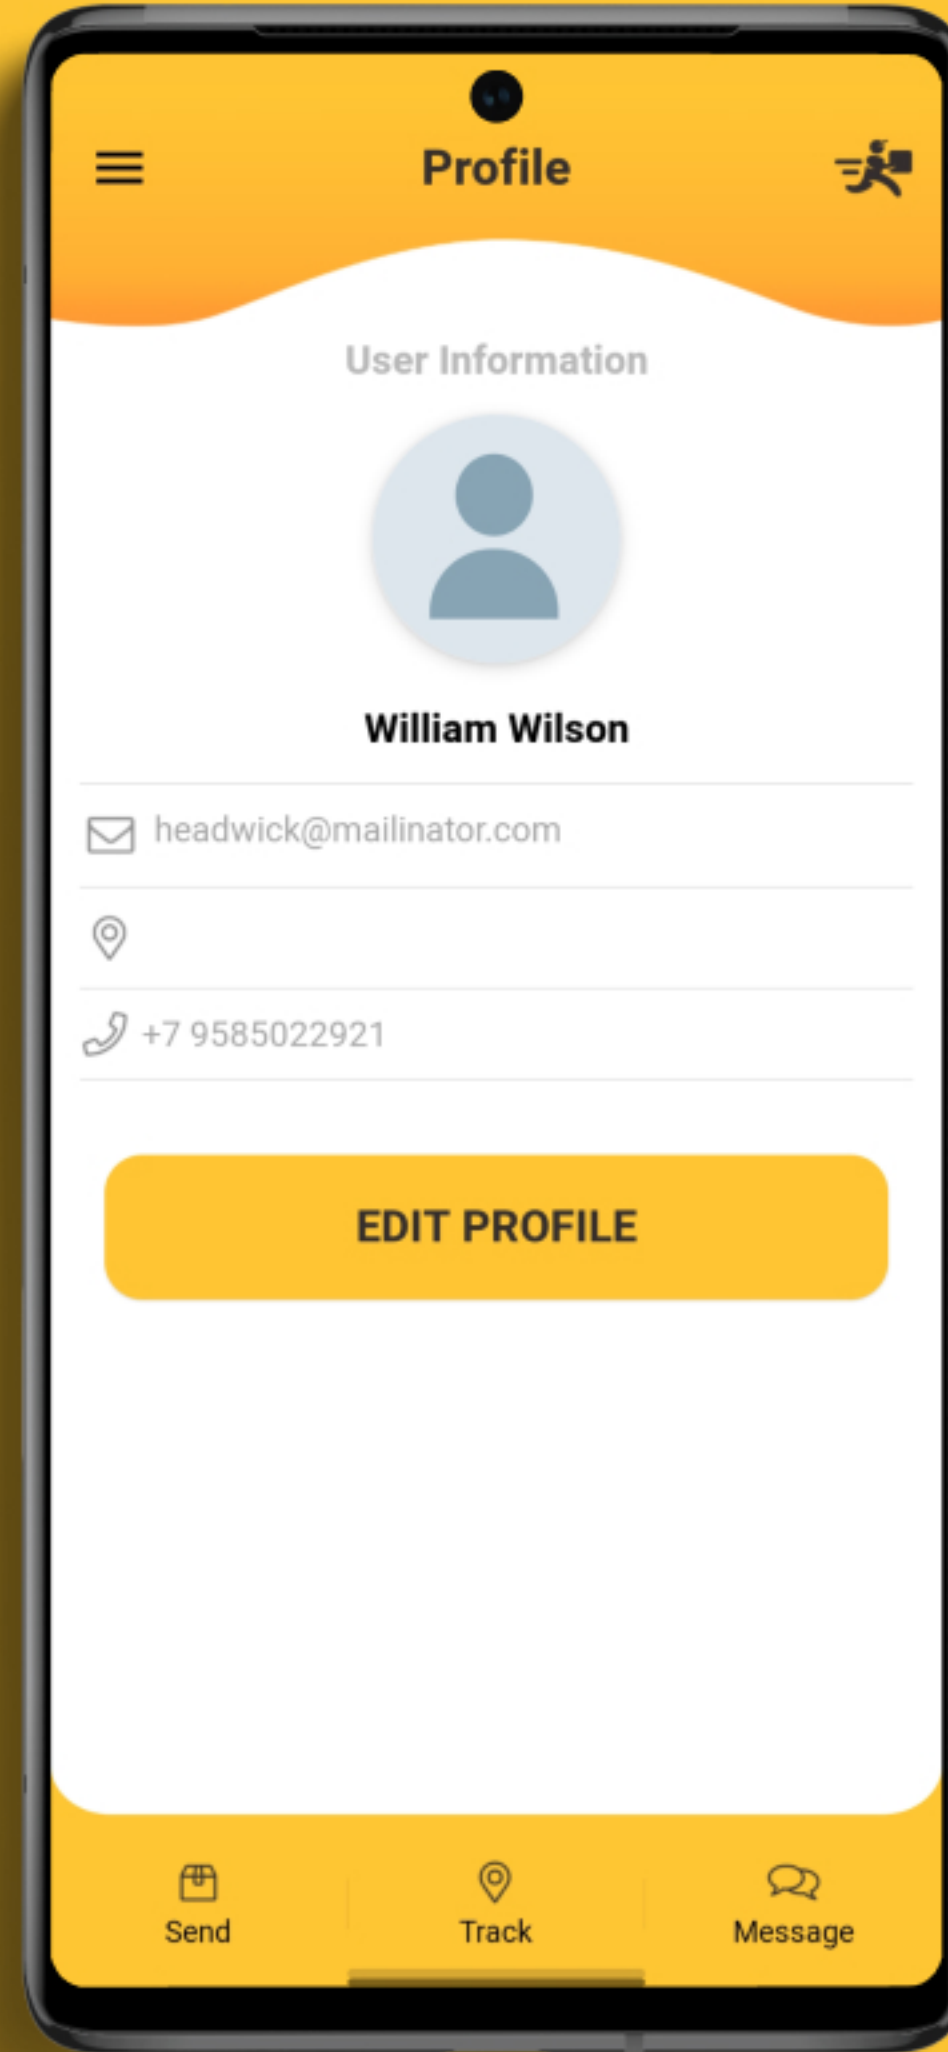 Profile
User Information
William Wilson
headwick@mailinator.com
+7 9585022921
EDIT PROFILE
Send
Track
Message